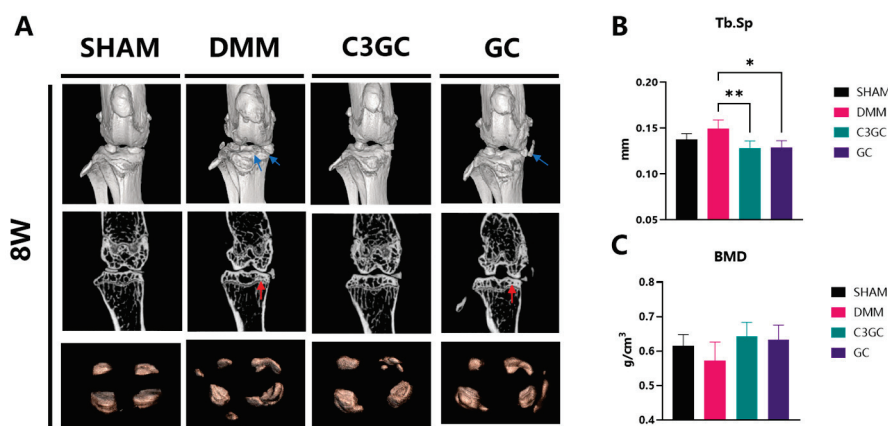 A
SHAM
DMM
C3GC
GC
8W
B
Tb.Sp
mm
0.20
0.15
0.10
0.05
*
**
SHAM
DMM
C3GC
GC
C
BMD
g/cm³
0.8
0.7
0.6
0.5
0.4
SHAM
DMM
C3GC
GC